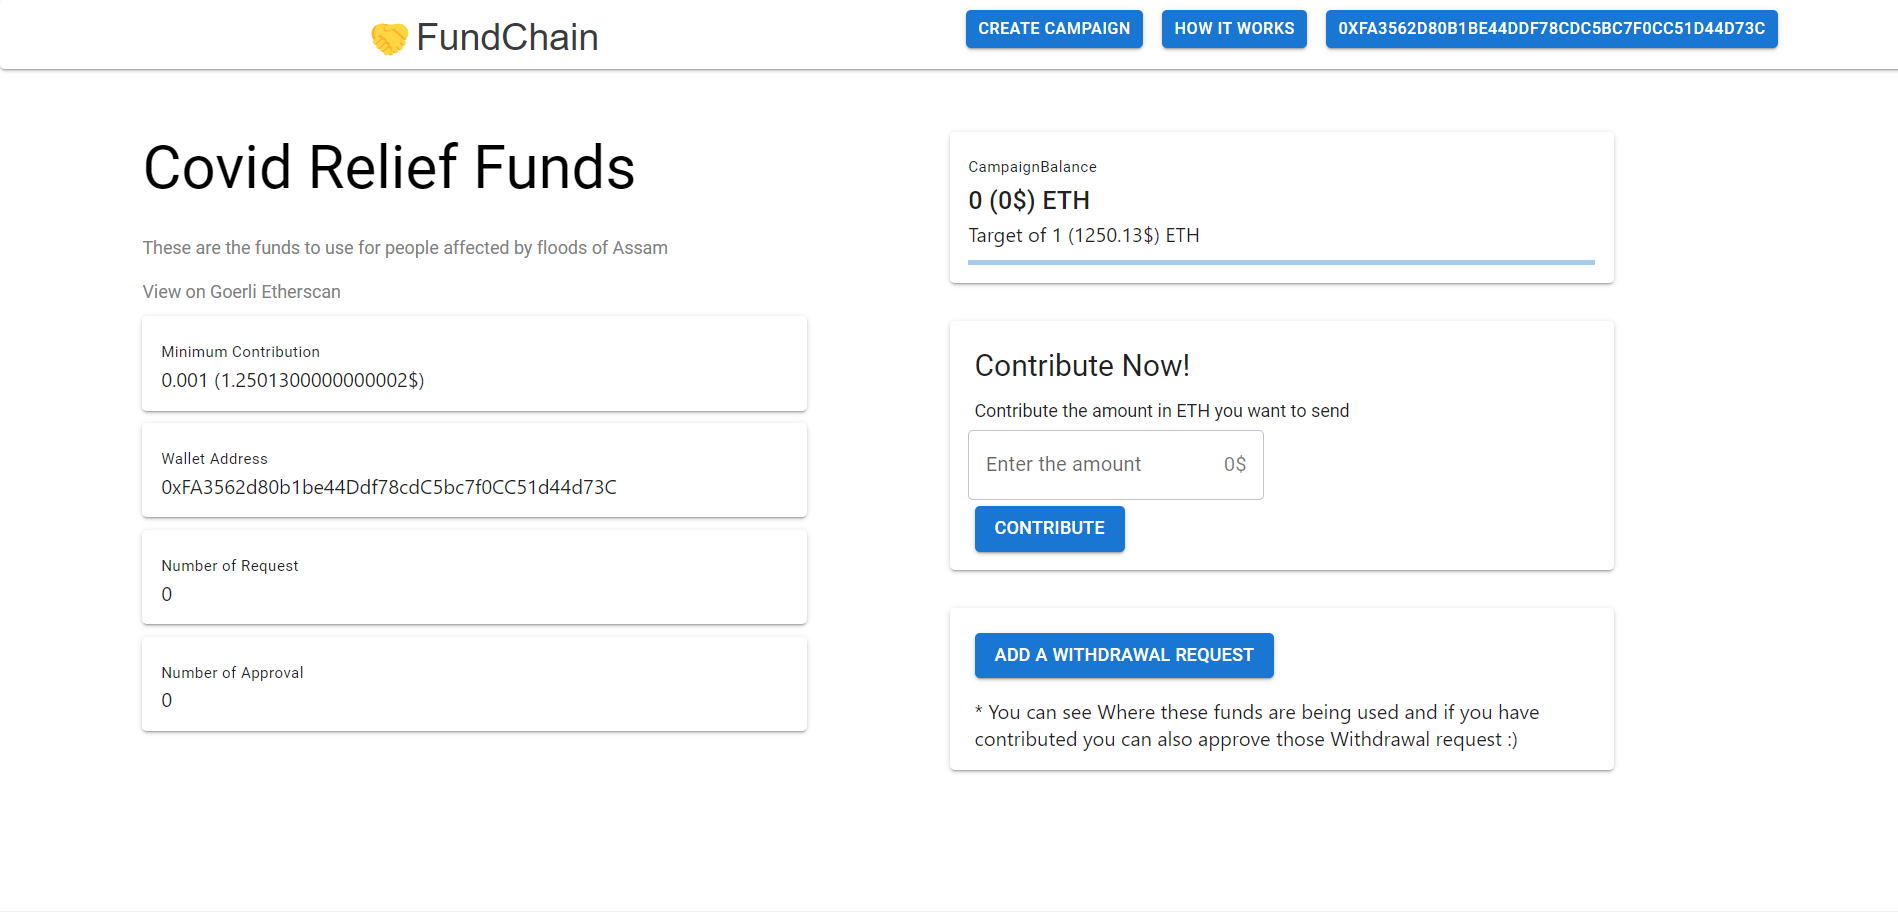 FundChain
CREATE CAMPAIGN
HOW IT WORKS
0XFA3562D80B1BE44DDF78CDC5BC7F0CC51D44D73C
Covid Relief Funds
These are the funds to use for people affected by floods of Assam
View on Goerli Etherscan
Minimum Contribution
0.001 (1.2501300000000002$)
Wallet Address
0xFA3562d80b1be44Ddf78cdC5bc7f0CC51d44d73C
Number of Request
0
Number of Approval
0
CampaignBalance
0 (0$) ETH
Target of 1 (1250.13$) ETH
Contribute Now!
Contribute the amount in ETH you want to send
Enter the amount 0$
CONTRIBUTE
ADD A WITHDRAWAL REQUEST
* You can see Where these funds are being used and if you have
contributed you can also approve those Withdrawal request :)